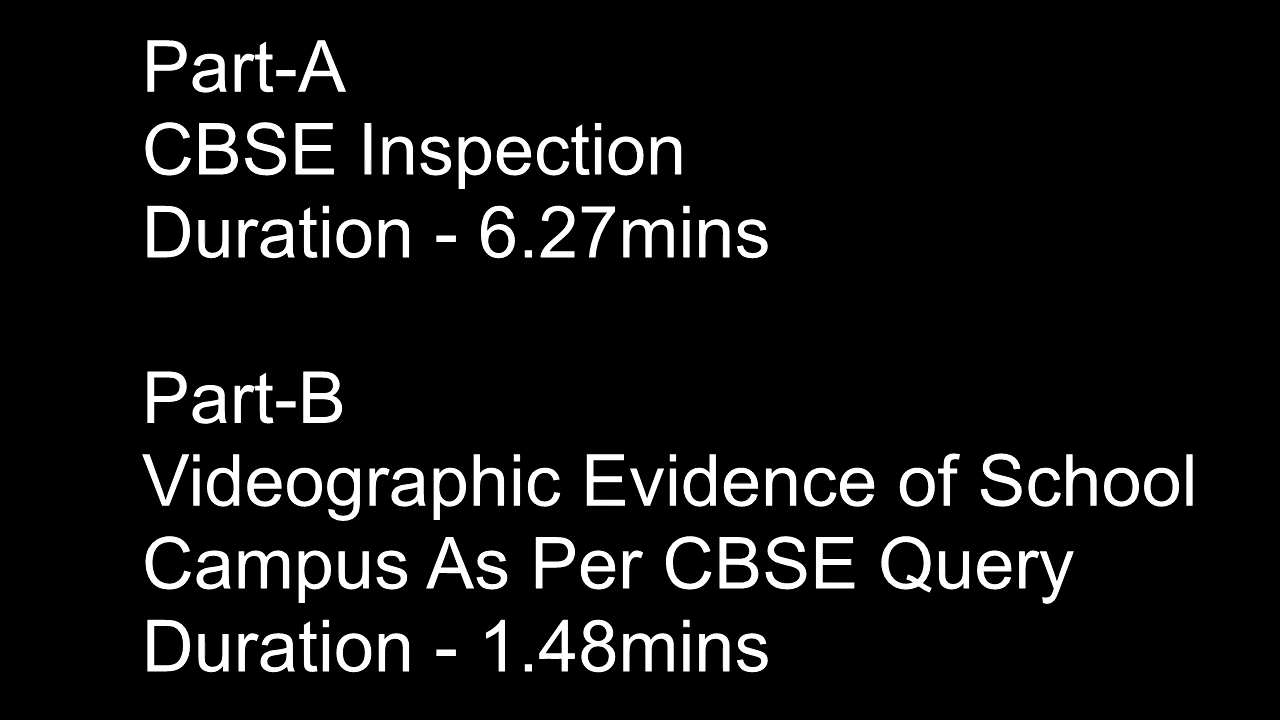 Part-A
CBSE Inspection
Duration - 6.27mins
Part-B
Videographic Evidence of School
Campus As Per CBSE Query
Duration - 1.48mins